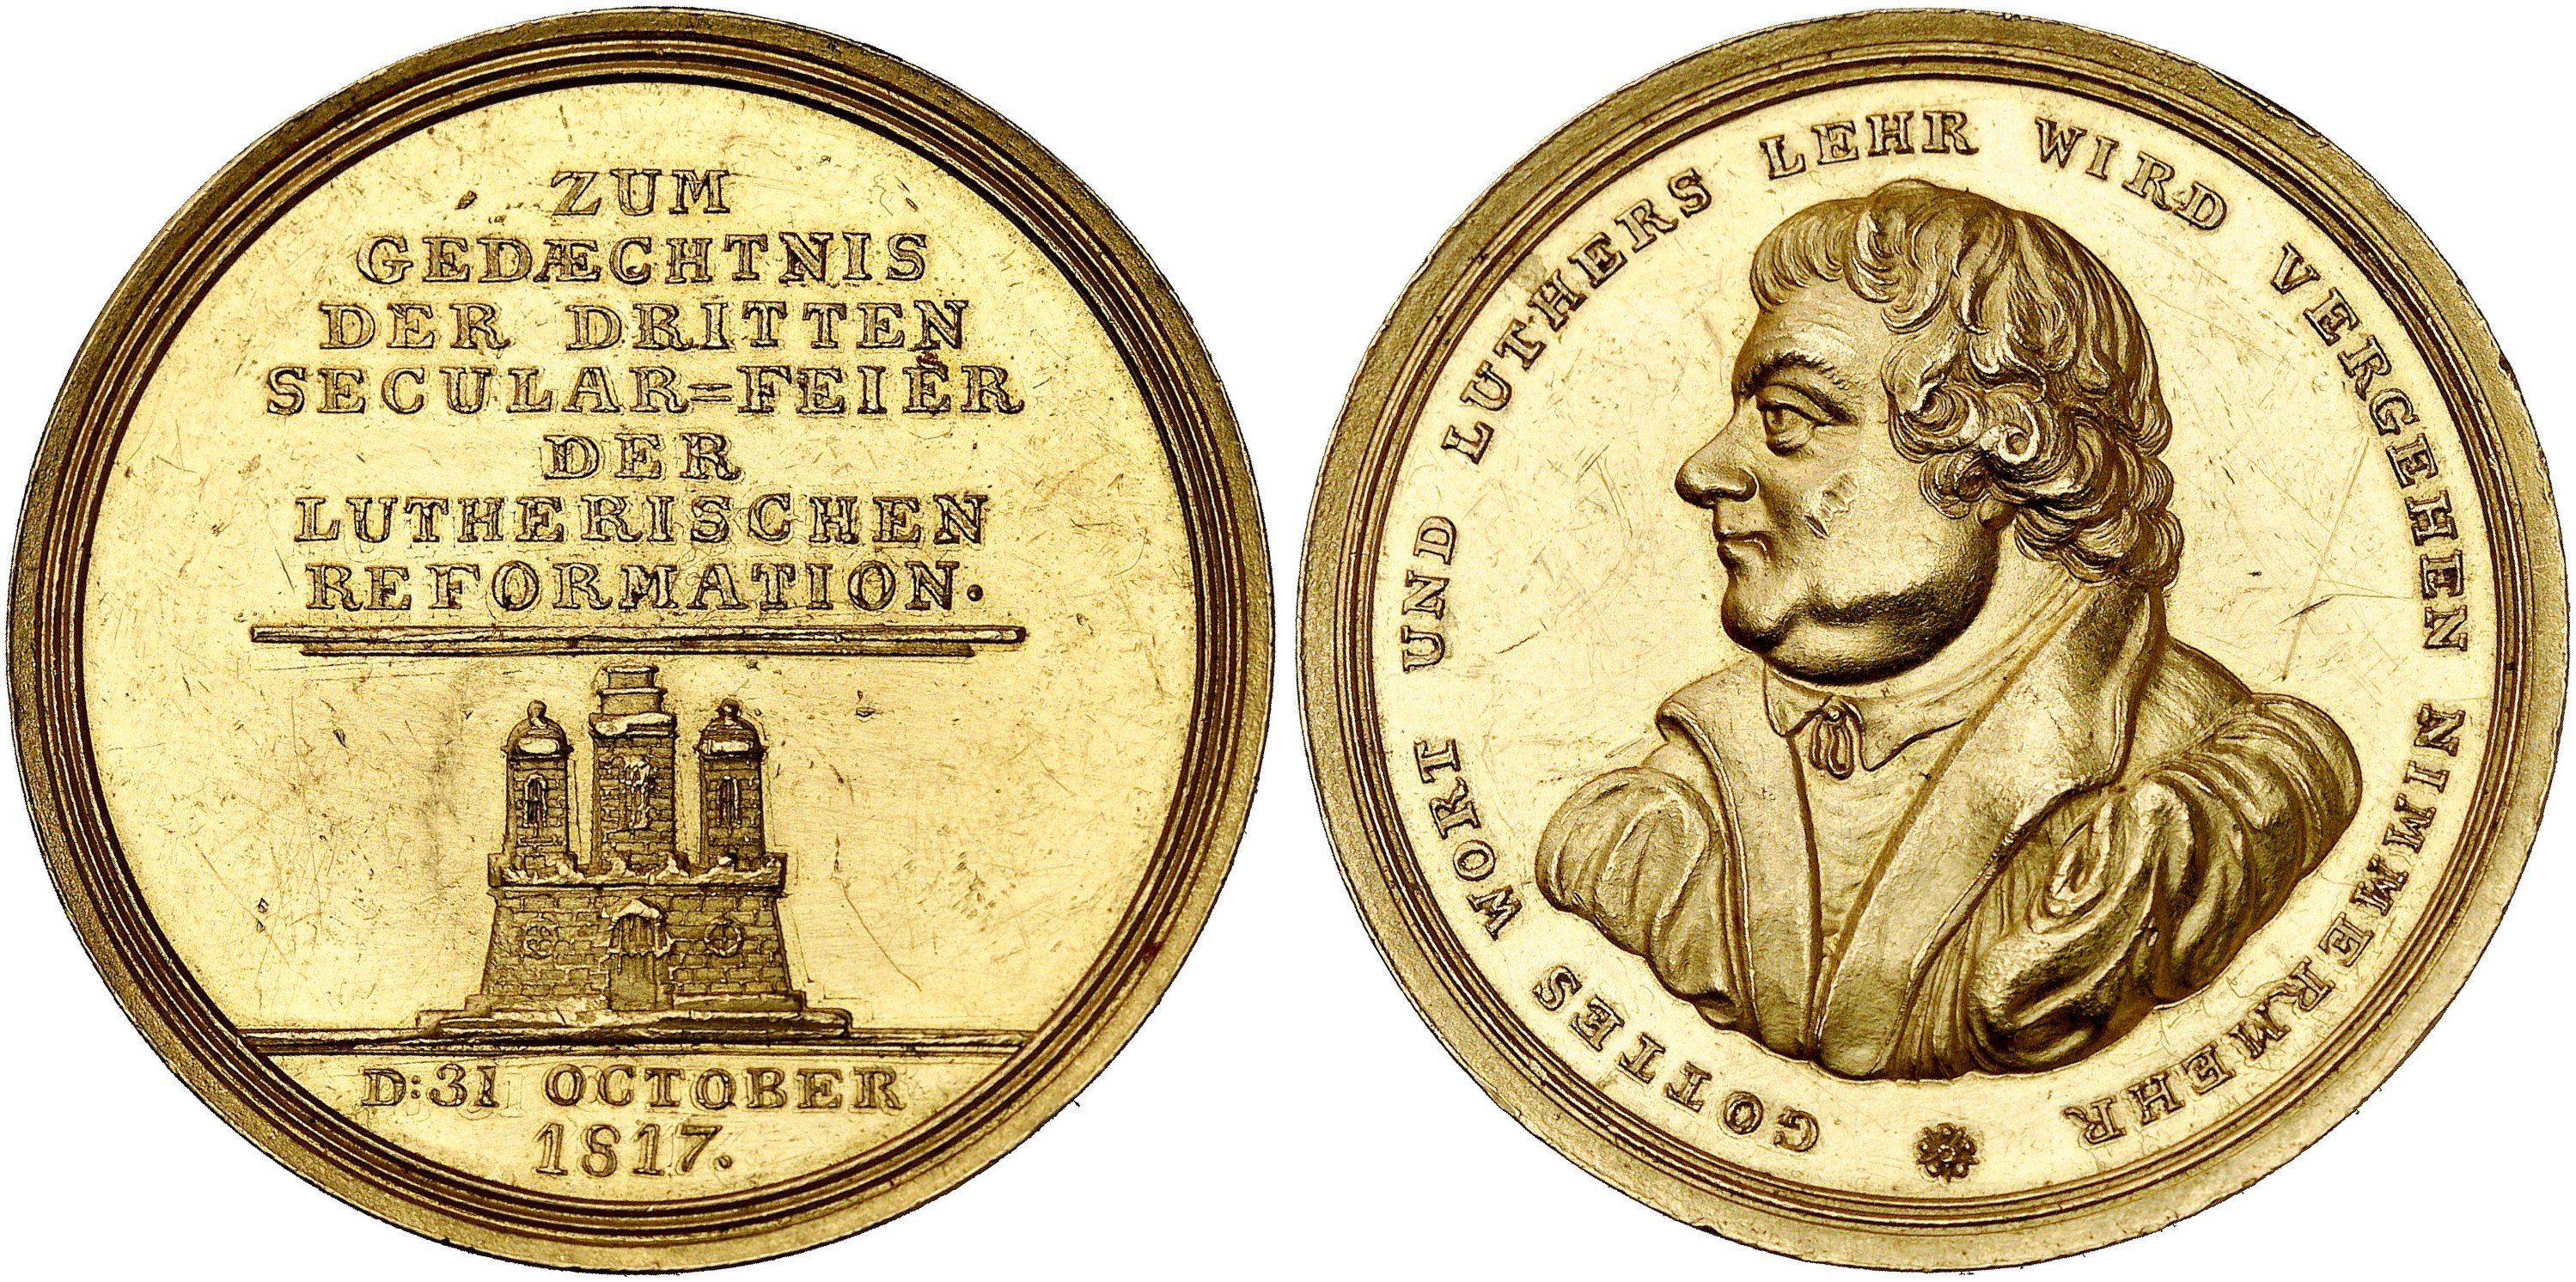 ZUM
GEDÆCHTNIS
DER DRITTEN
SECULAR=FEIER
DER
LUTHERISCHEN
REFORMATION.
D:31 OCTOBER
1817.
GOTTES WORT UND LUTHERS LEHR WIRD VERGEHEN NIMMERMEHR